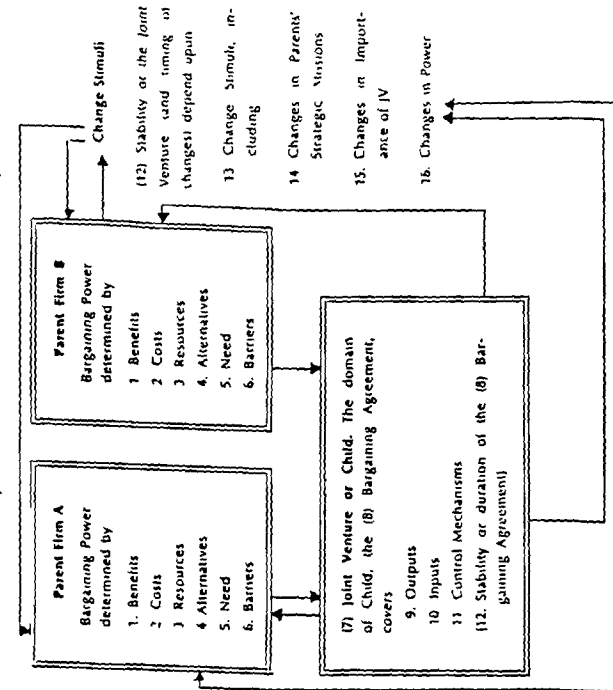 Parent Firm A
Bargaining Power
determined by
1. Benefits
2 Costs
3 Resources
4 Alternatives
5. Need
6. Barriers
Parent Firm B
Bargaining Power
determined by
1 Benefits
2 Costs
3 Resources
4. Alternatives
5. Need
6. Barriers
Change Stimuli
(12) Stability or the Joint
Venture (and timing of
changes) depend upon
13 Change Stimuli, in-
cluding
14 Changes in Parents'
Strategic Missions
15. Changes in Import-
ance of JV
16. Changes in Power
(7) Joint Venture or Child. The domain
of Child, the (8) Bargaining Agreement,
covers
9. Outputs
10 Inputs
11 Control Mechanisms
(12. Stability or duration of the (8) Bar-
gaining Agreement)